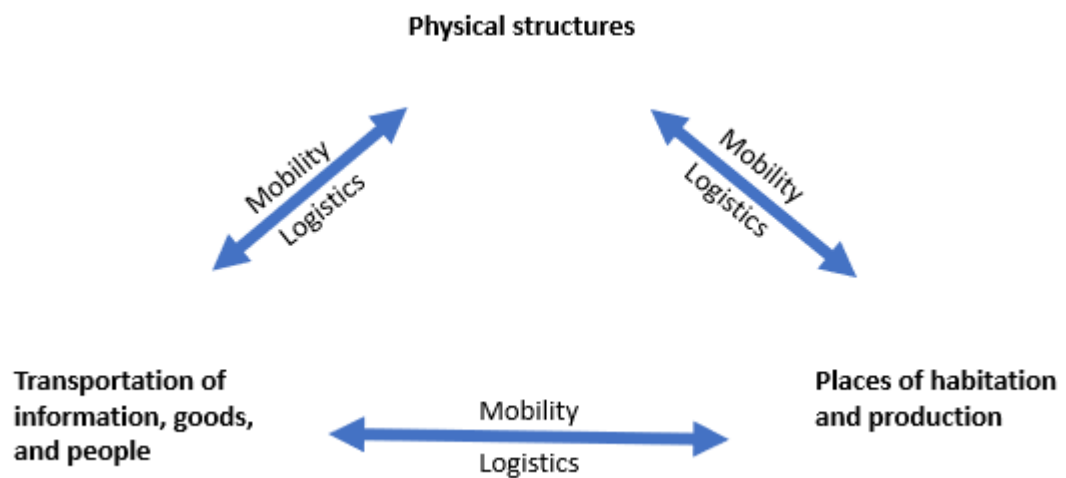 Physical structures
Mobility
Logistics
Mobility
Logistics
Transportation of
information, goods,
and people
Mobility
Logistics
Places of habitation
and production